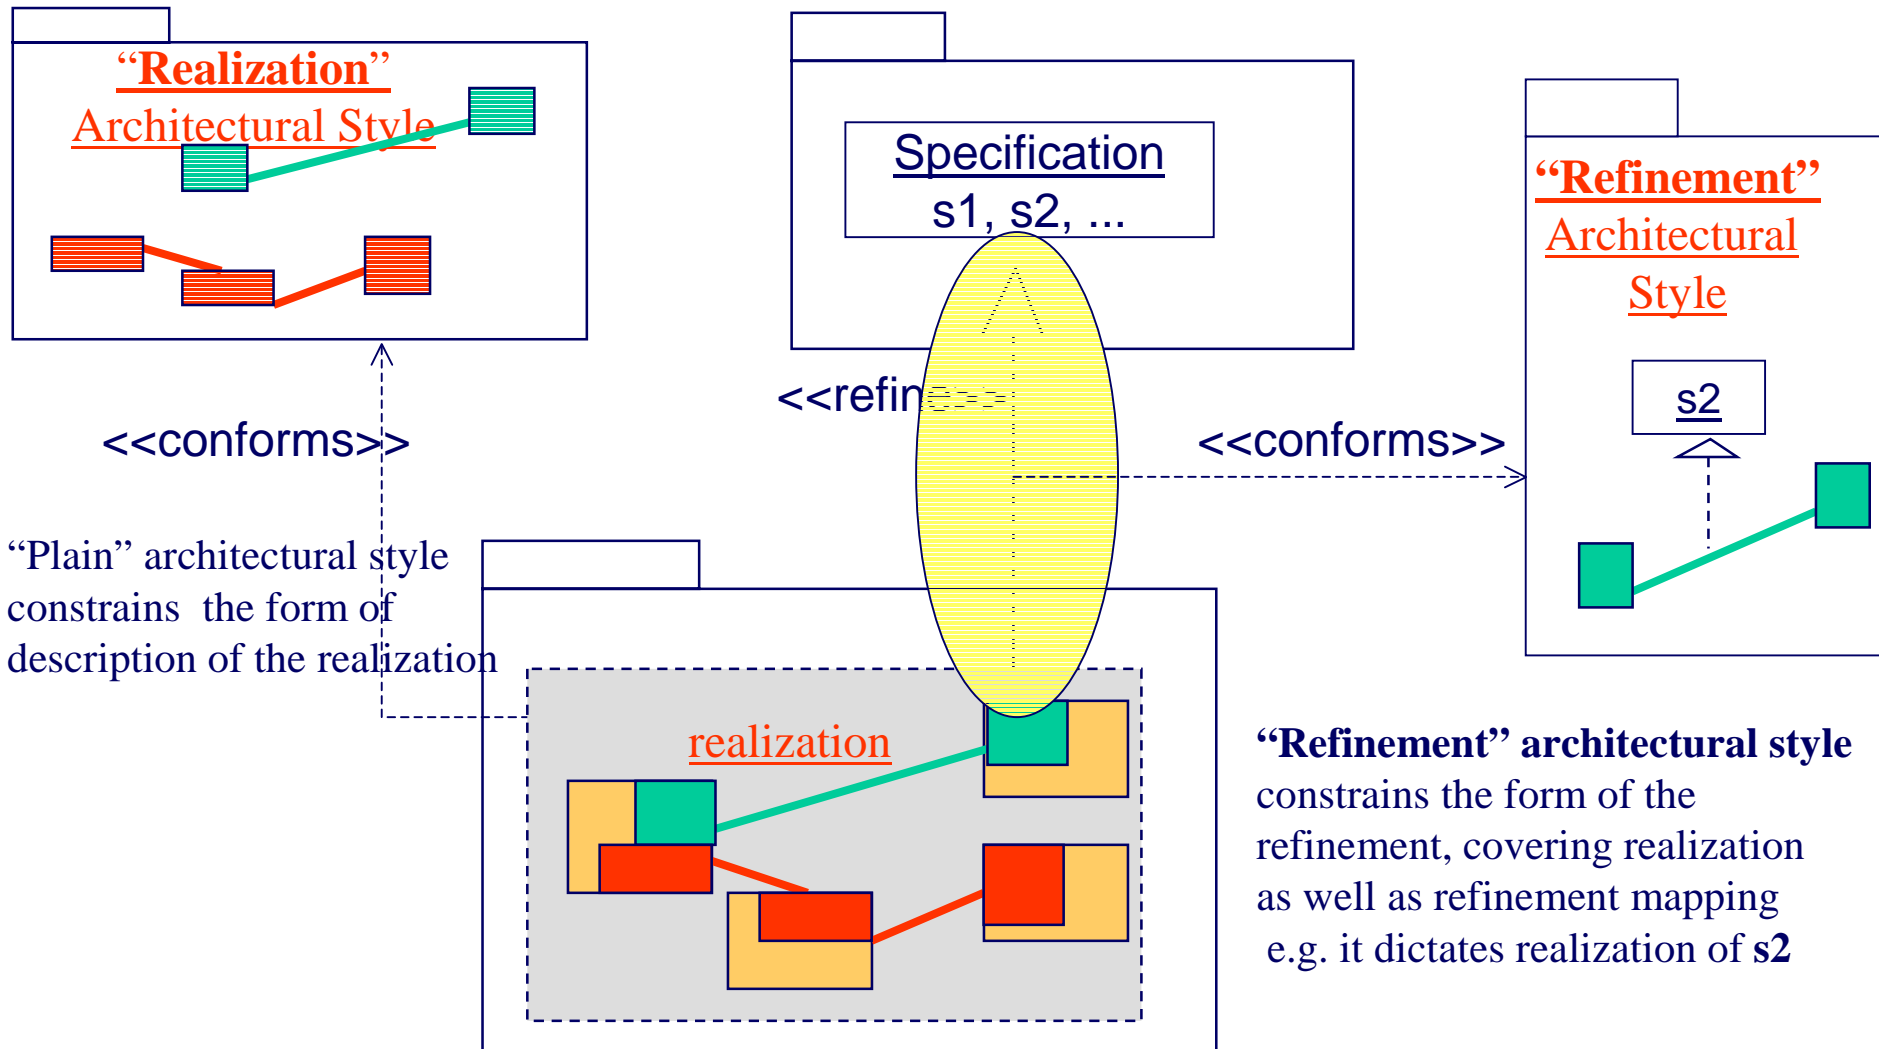 “Realization”
Architectural Style
Specification
s1, s2, ...
“Refinement”
Architectural
Style
s2
<<refine>>
<<conforms>>
<<conforms>>
“Plain” architectural style
constrains the form of
description of the realization
realization
“Refinement” architectural style
constrains the form of the
refinement, covering realization
as well as refinement mapping
e.g. it dictates realization of s2